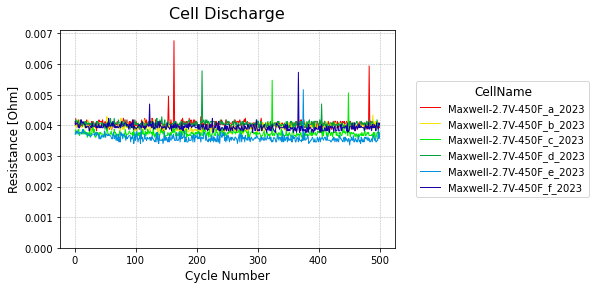 Cell Discharge
Resistance [Ohm]
0.007
0.006
0.005
0.004
0.003
0.002
0.001
0.000
0
100
200
300
400
500
Cycle Number
CellName
Maxwell-2.7V-450F_a_2023
Maxwell-2.7V-450F_b_2023
Maxwell-2.7V-450F_c_2023
Maxwell-2.7V-450F_d_2023
Maxwell-2.7V-450F_e_2023
Maxwell-2.7V-450F_f_2023